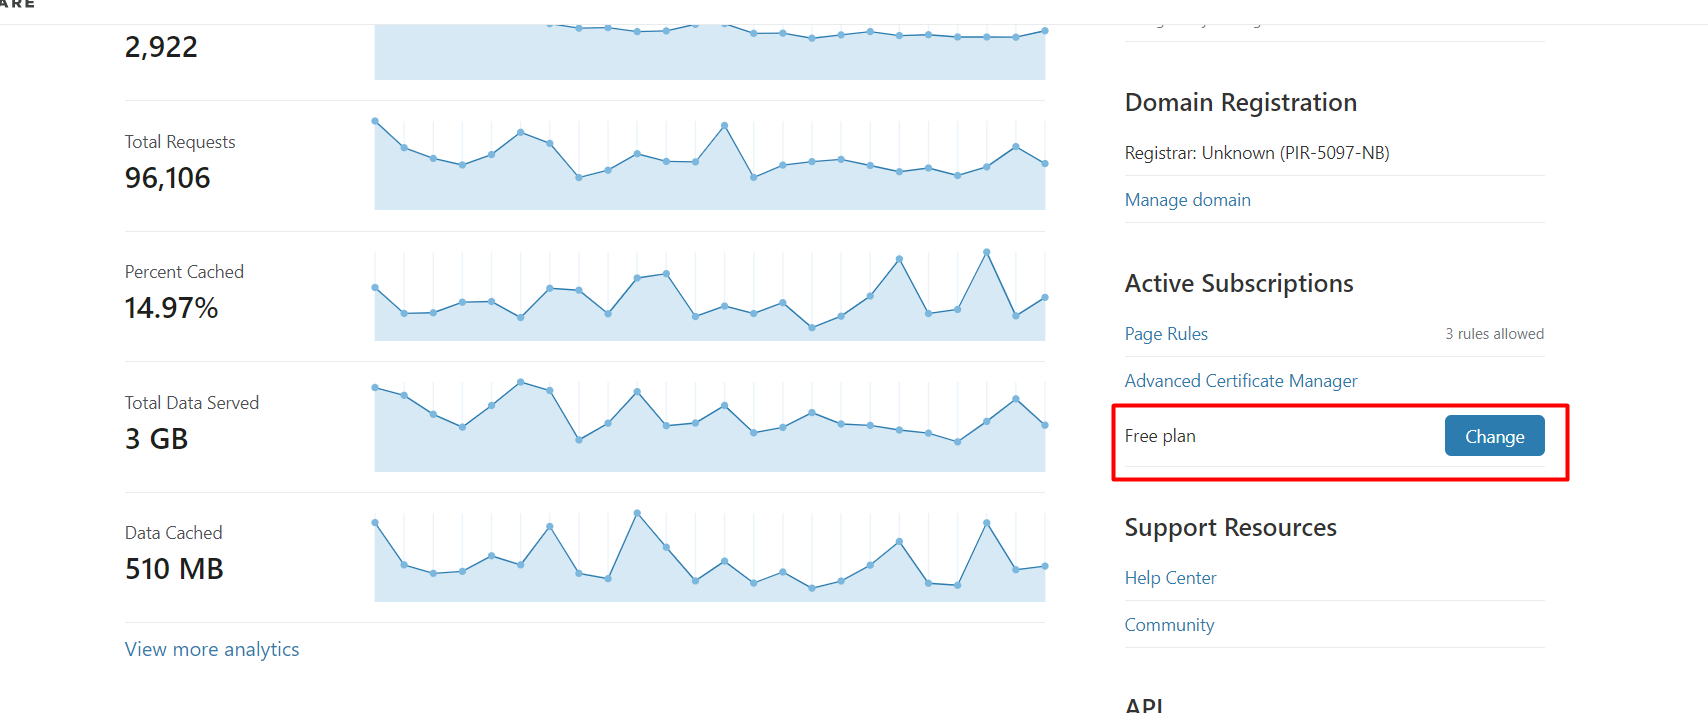 ARE
2,922
Total Requests
96,106
Percent Cached
14.97%
Total Data Served
3 GB
Data Cached
510 MB
View more analytics
Domain Registration
Registrar: Unknown (PIR-5097-NB)
Manage domain
Active Subscriptions
Page Rules 3 rules allowed
Advanced Certificate Manager
Free plan Change
Support Resources
Help Center
Community
API